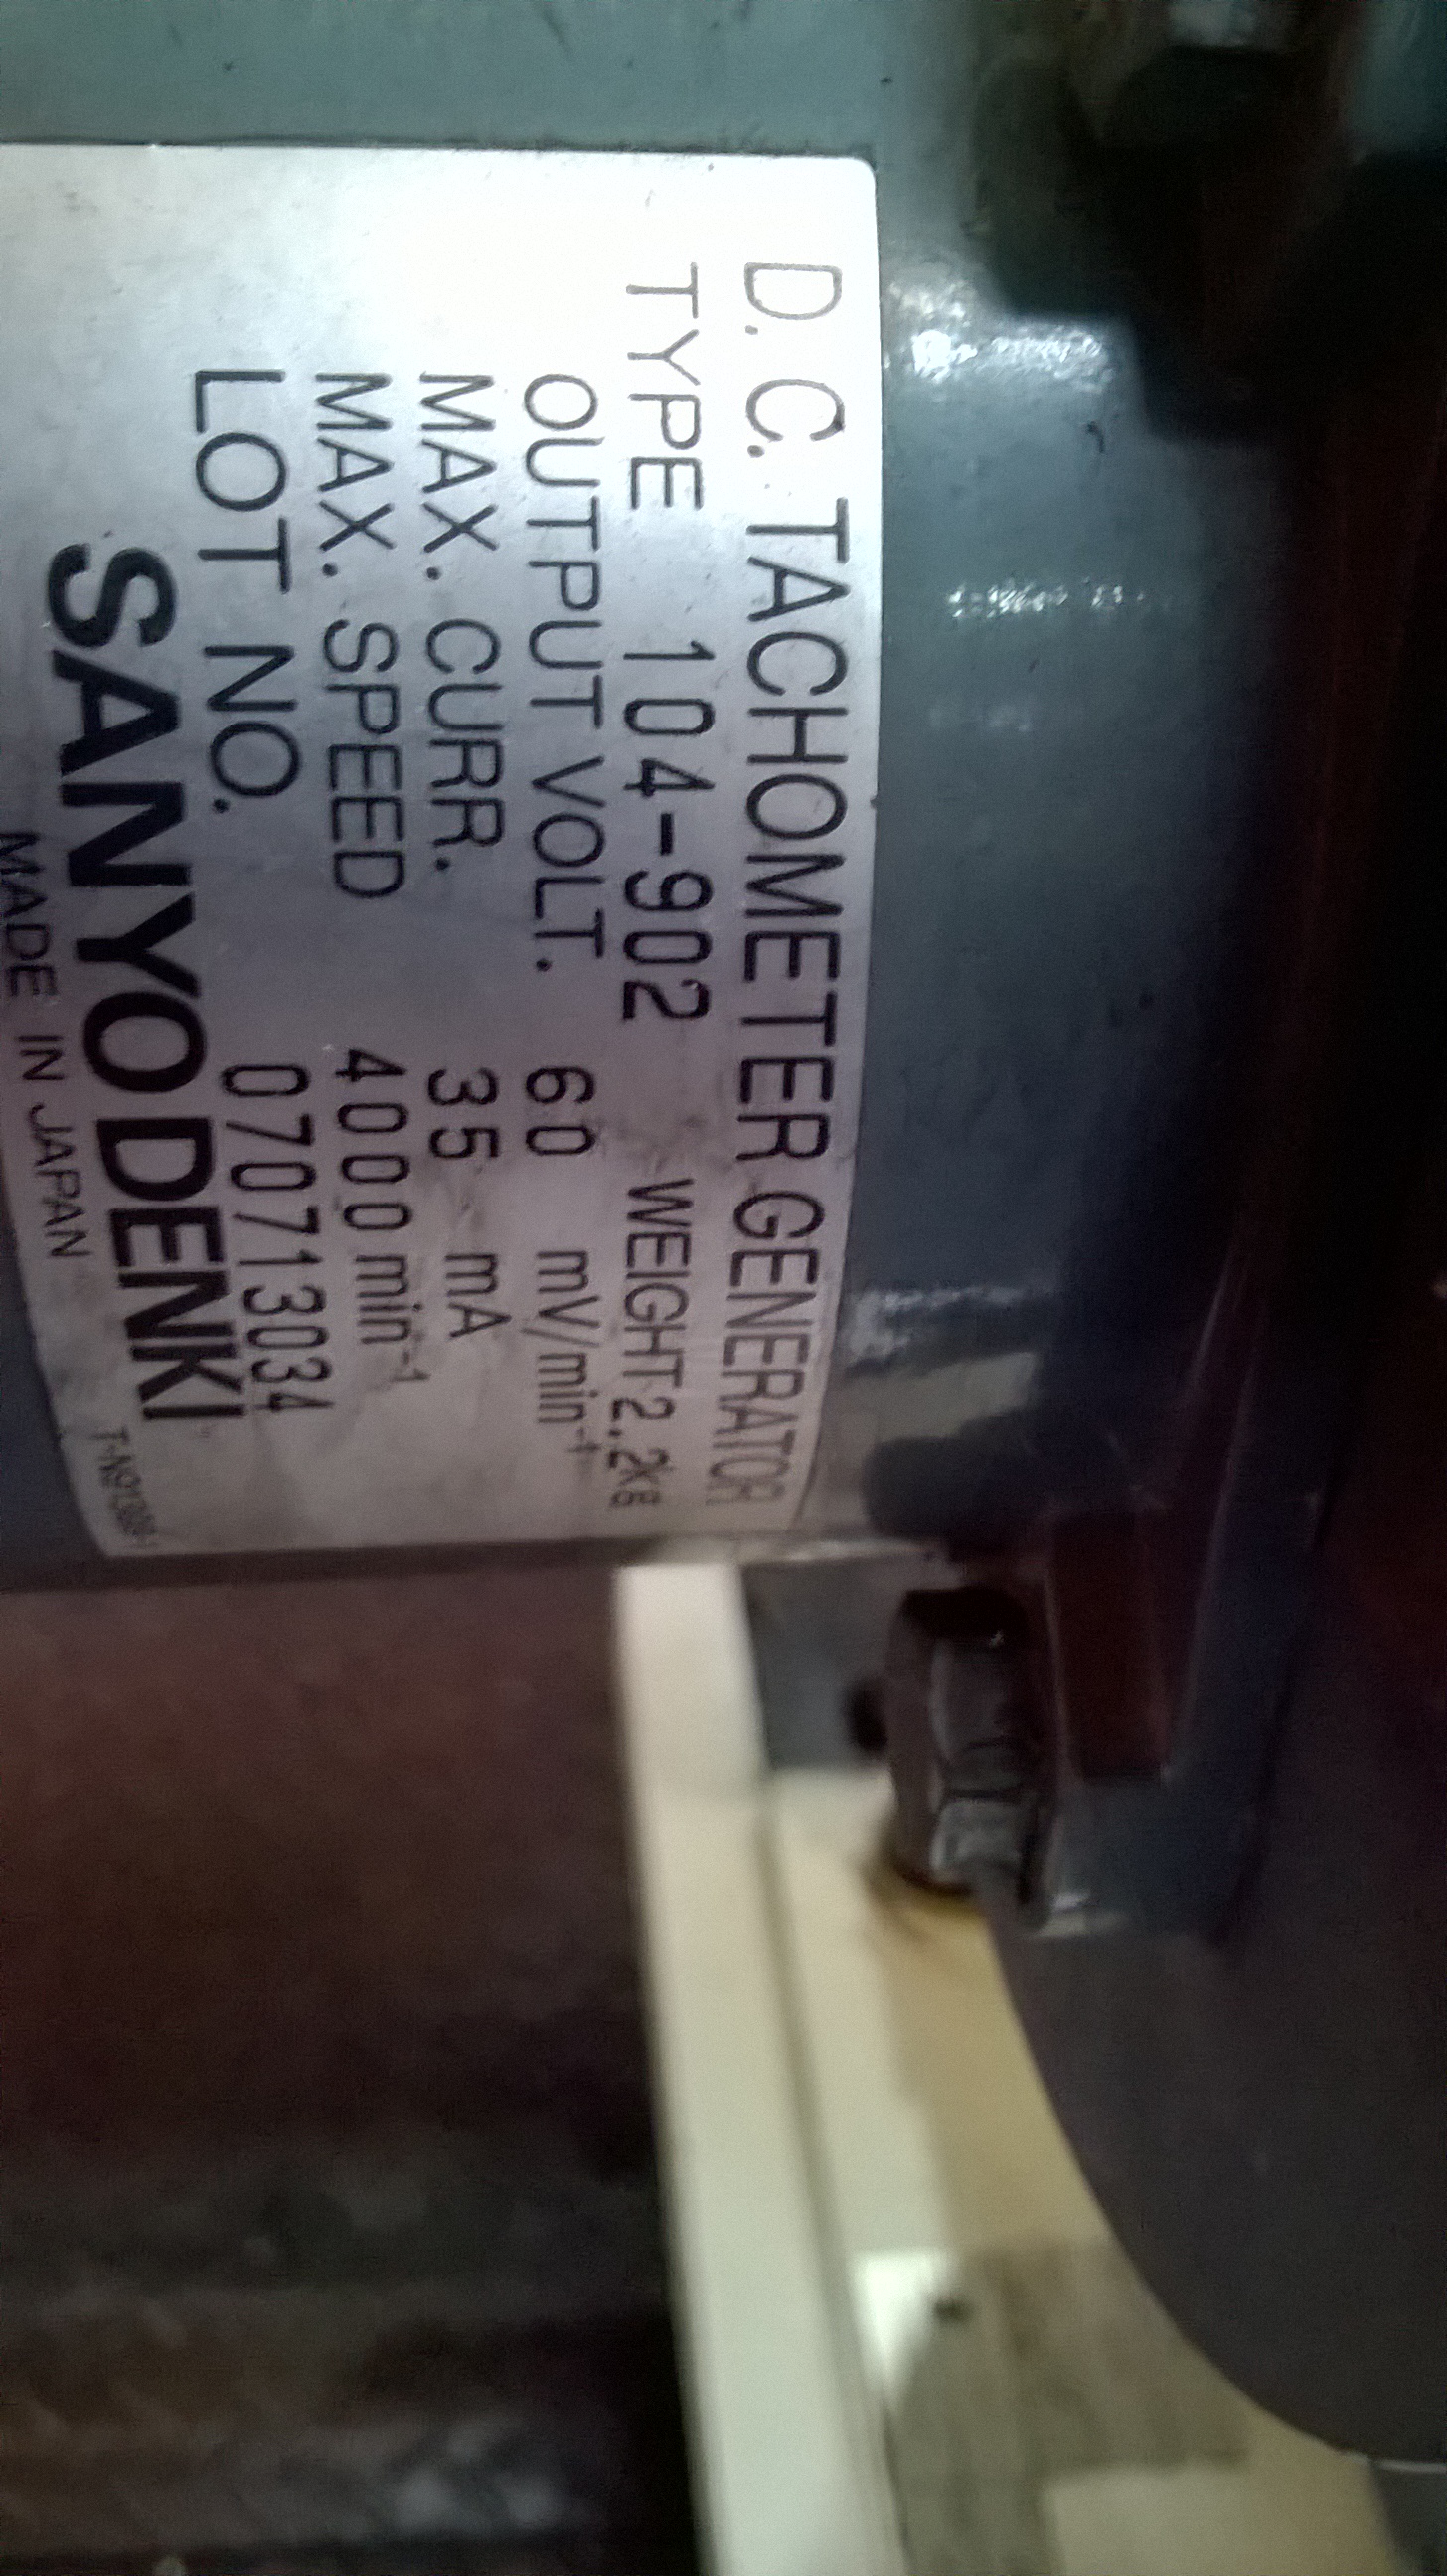 D. C. TACHOMETER GENERATOR
TYPE 104-902 WEIGHT 2.2kg
OUTPUT VOLT. 60 mV/min⁻¹
MAX. CURR. 35 mA
MAX. SPEED 4000 min⁻¹
LOT NO. 070713034
SANYO DENKI
MADE IN JAPAN